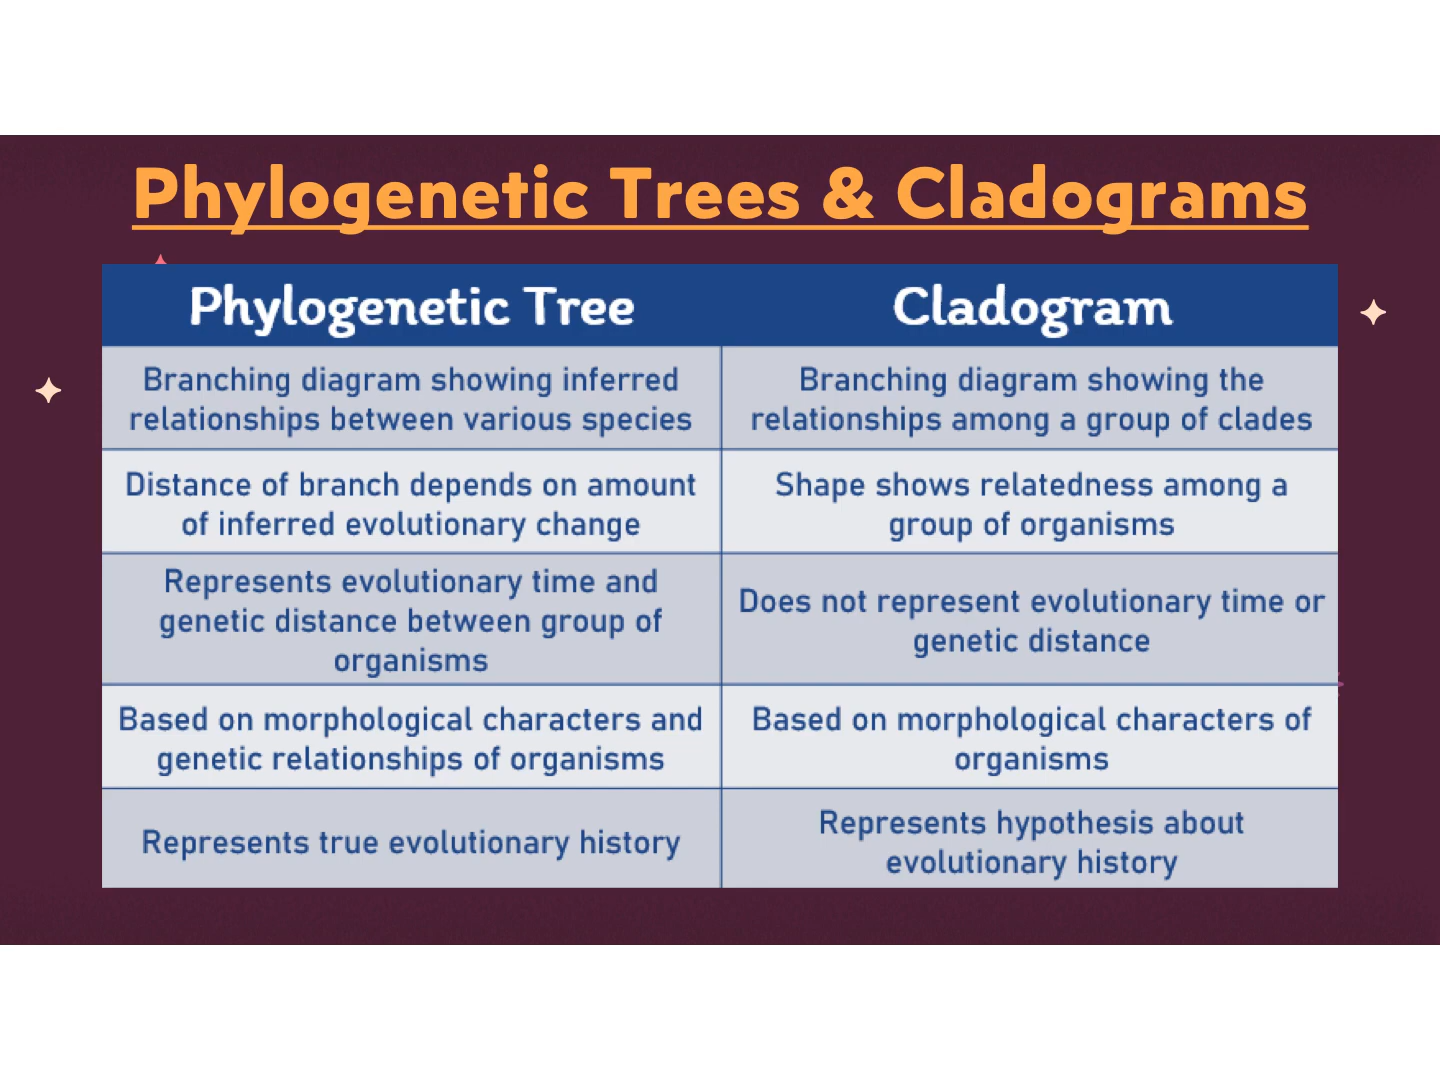 Phylogenetic Trees & Cladograms
Phylogenetic Tree
Cladogram
Branching diagram showing inferred
relationships between various species
Branching diagram showing the
relationships among a group of clades
Distance of branch depends on amount
of inferred evolutionary change
Shape shows relatedness among a
group of organisms
Represents evolutionary time and
genetic distance between group of
organisms
Does not represent evolutionary time or
genetic distance
Based on morphological characters and
genetic relationships of organisms
Based on morphological characters of
organisms
Represents true evolutionary history
Represents hypothesis about
evolutionary history